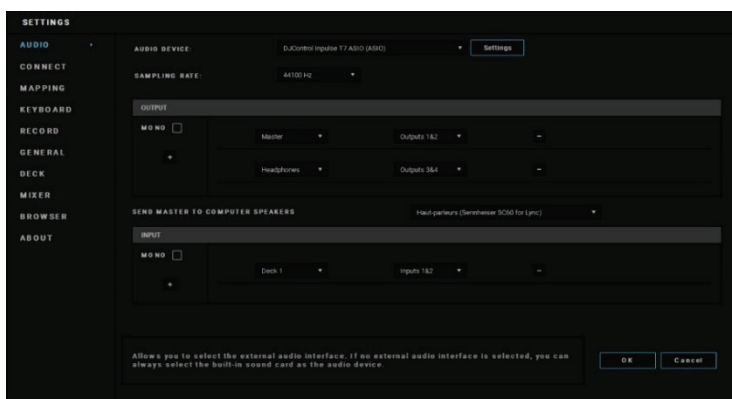 SETTINGS
AUDIO
CONNECT
MAPPING
KEYBOARD
RECORD
GENERAL
DECK
MIXER
BROWSER
ABOUT
AUDIO DEVICE: DJControl Inpulse T7 ASIO (ASIO) Settings
SAMPLING RATE: 44100 Hz
OUTPUT
MONO
Master Outputs 1&2 -
+
Headphones Outputs 3&4 -
SEND MASTER TO COMPUTER SPEAKERS Haut-parleurs (Sennheiser SC60 for Lync)
INPUT
MONO
Deck 1 Inputs 1&2 -
+
Allows you to select the external audio interface. If no external audio interface is selected, you can
always select the built-in sound card as the audio device.
OK Cancel